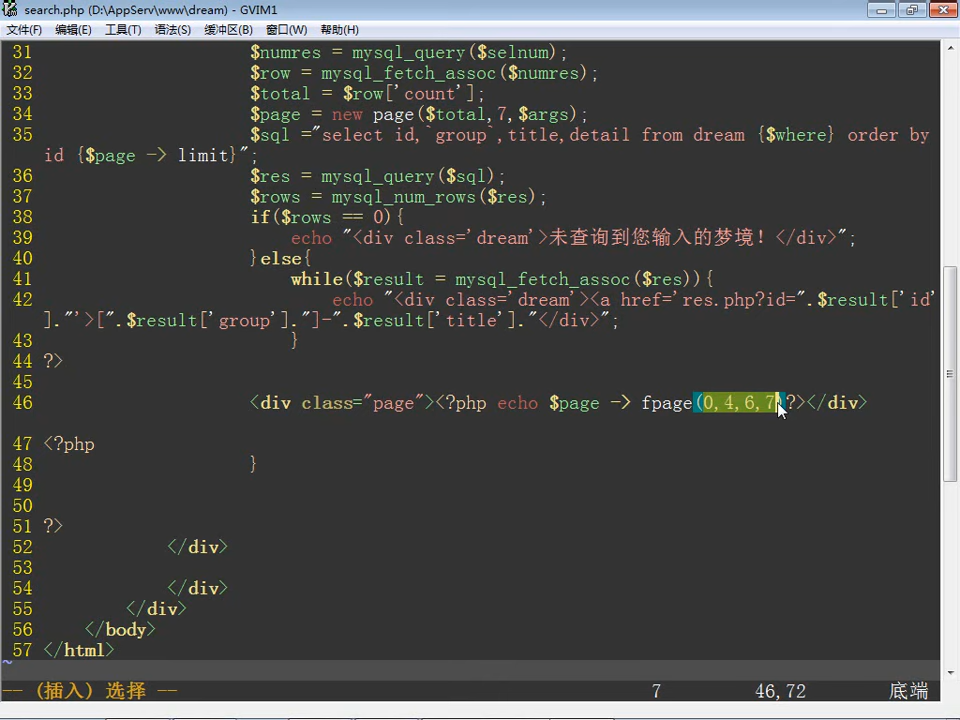 search.php (D:\AppServ\www\dream) - GVIM1
文件(F) 编辑(E) 工具(T) 语法(S) 缓冲区(B) 窗口(W) 帮助(H)
31 $numres = mysql_query($selnum);
32 $row = mysql_fetch_assoc($numres);
33 $total = $row['count'];
34 $page = new page($total,7,$args);
35 $sql ="select id,`group`,title,detail from dream {$where} order by
id {$page -> limit}";
36 $res = mysql_query($sql);
37 $rows = mysql_num_rows($res);
38 if($rows == 0){
39 echo "<div class='dream'>未查询到您输入的梦境！</div>";
40 }else{
41 while($result = mysql_fetch_assoc($res)){
42 echo "<div class='dream'><a href='res.php?id=".$result['id'
]."'>[".$result['group']."]-".$result['title']."</div>";
43 }
44 ?>
45
46 <div class="page"><?php echo $page -> fpage(0,4,6,7)?></div>
47 <?php
48 }
49
50
51 ?>
52 </div>
53
54 </div>
55 </div>
56 </body>
57 </html>
~
-- (插入) 选择 -- 7 46,72 底端